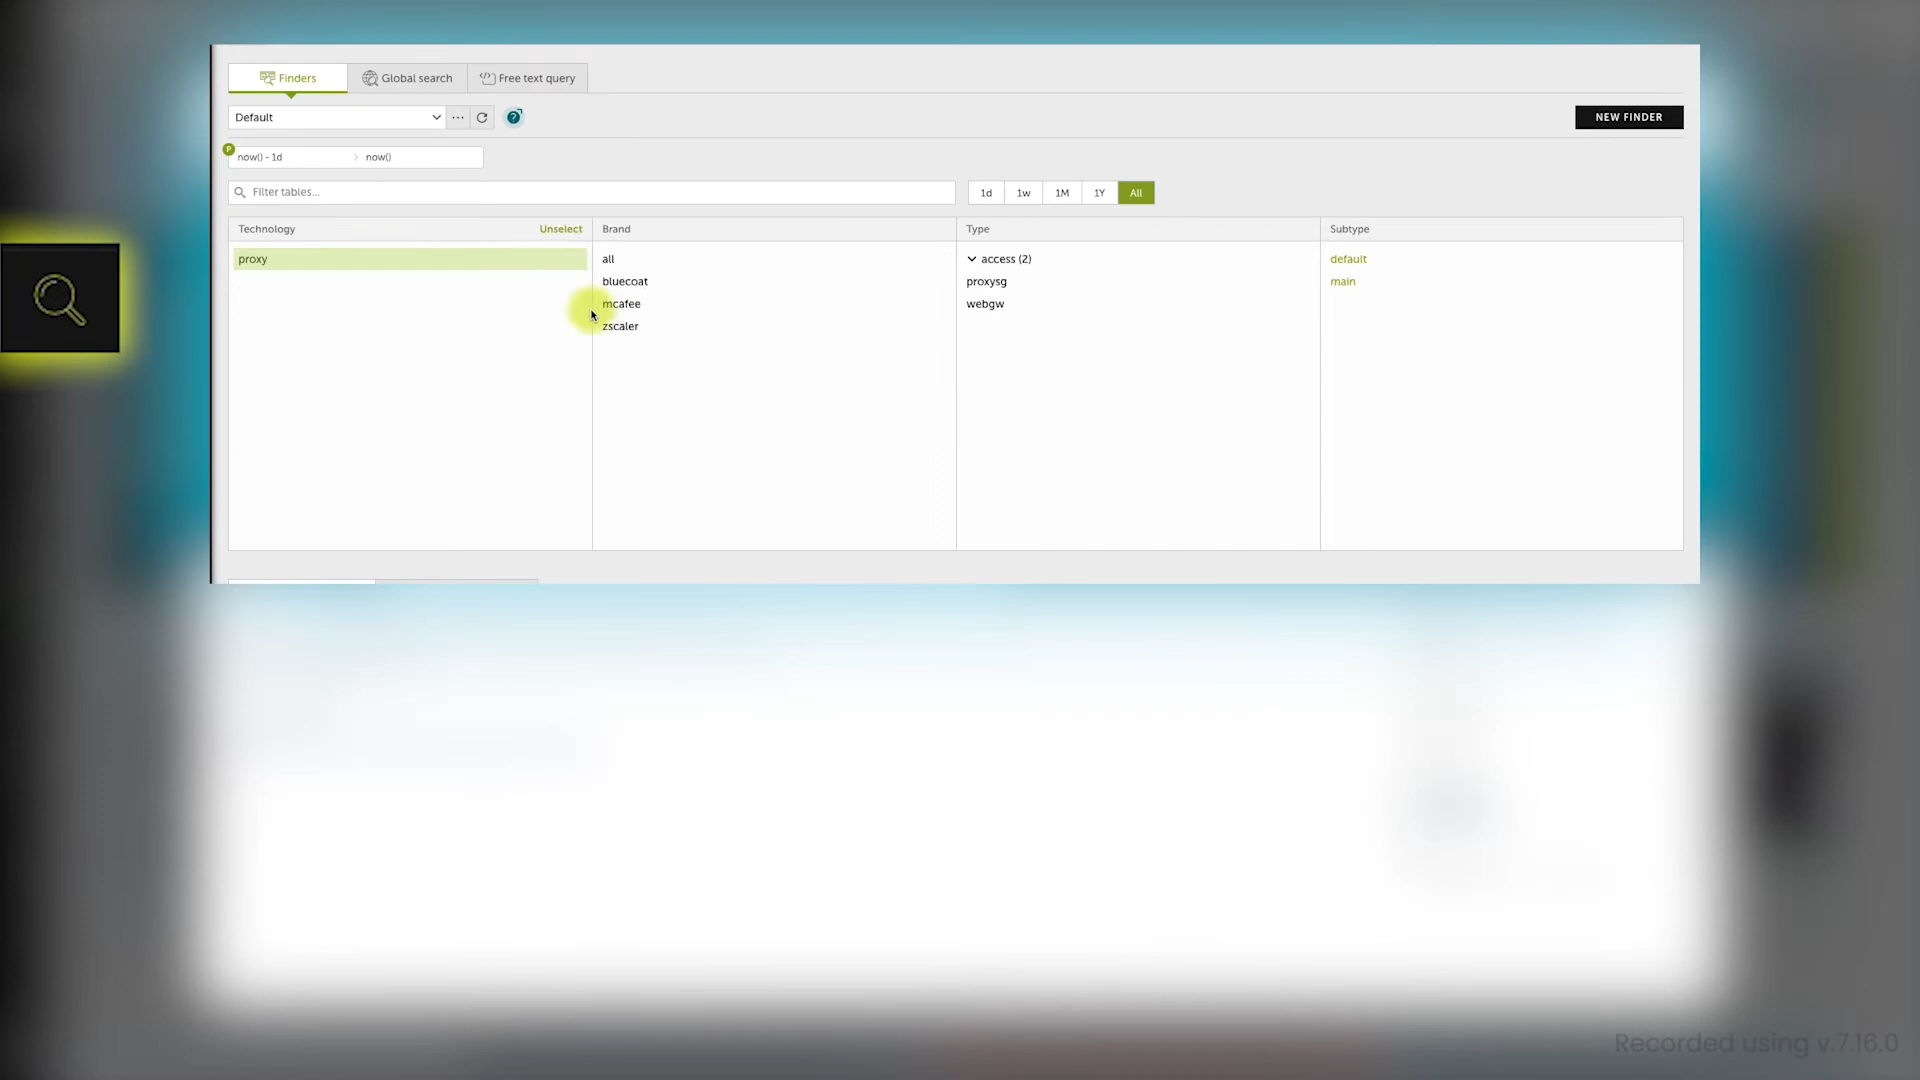 Finders Global search Free text query
Default ... ? NEW FINDER
P
now() - 1d > now()
Filter tables... 1d 1w 1M 1Y All
Technology Unselect Brand Type Subtype
proxy all access (2) default
bluecoat proxysg main
mcafee webgw
zscaler
Recorded using v.7.16.0